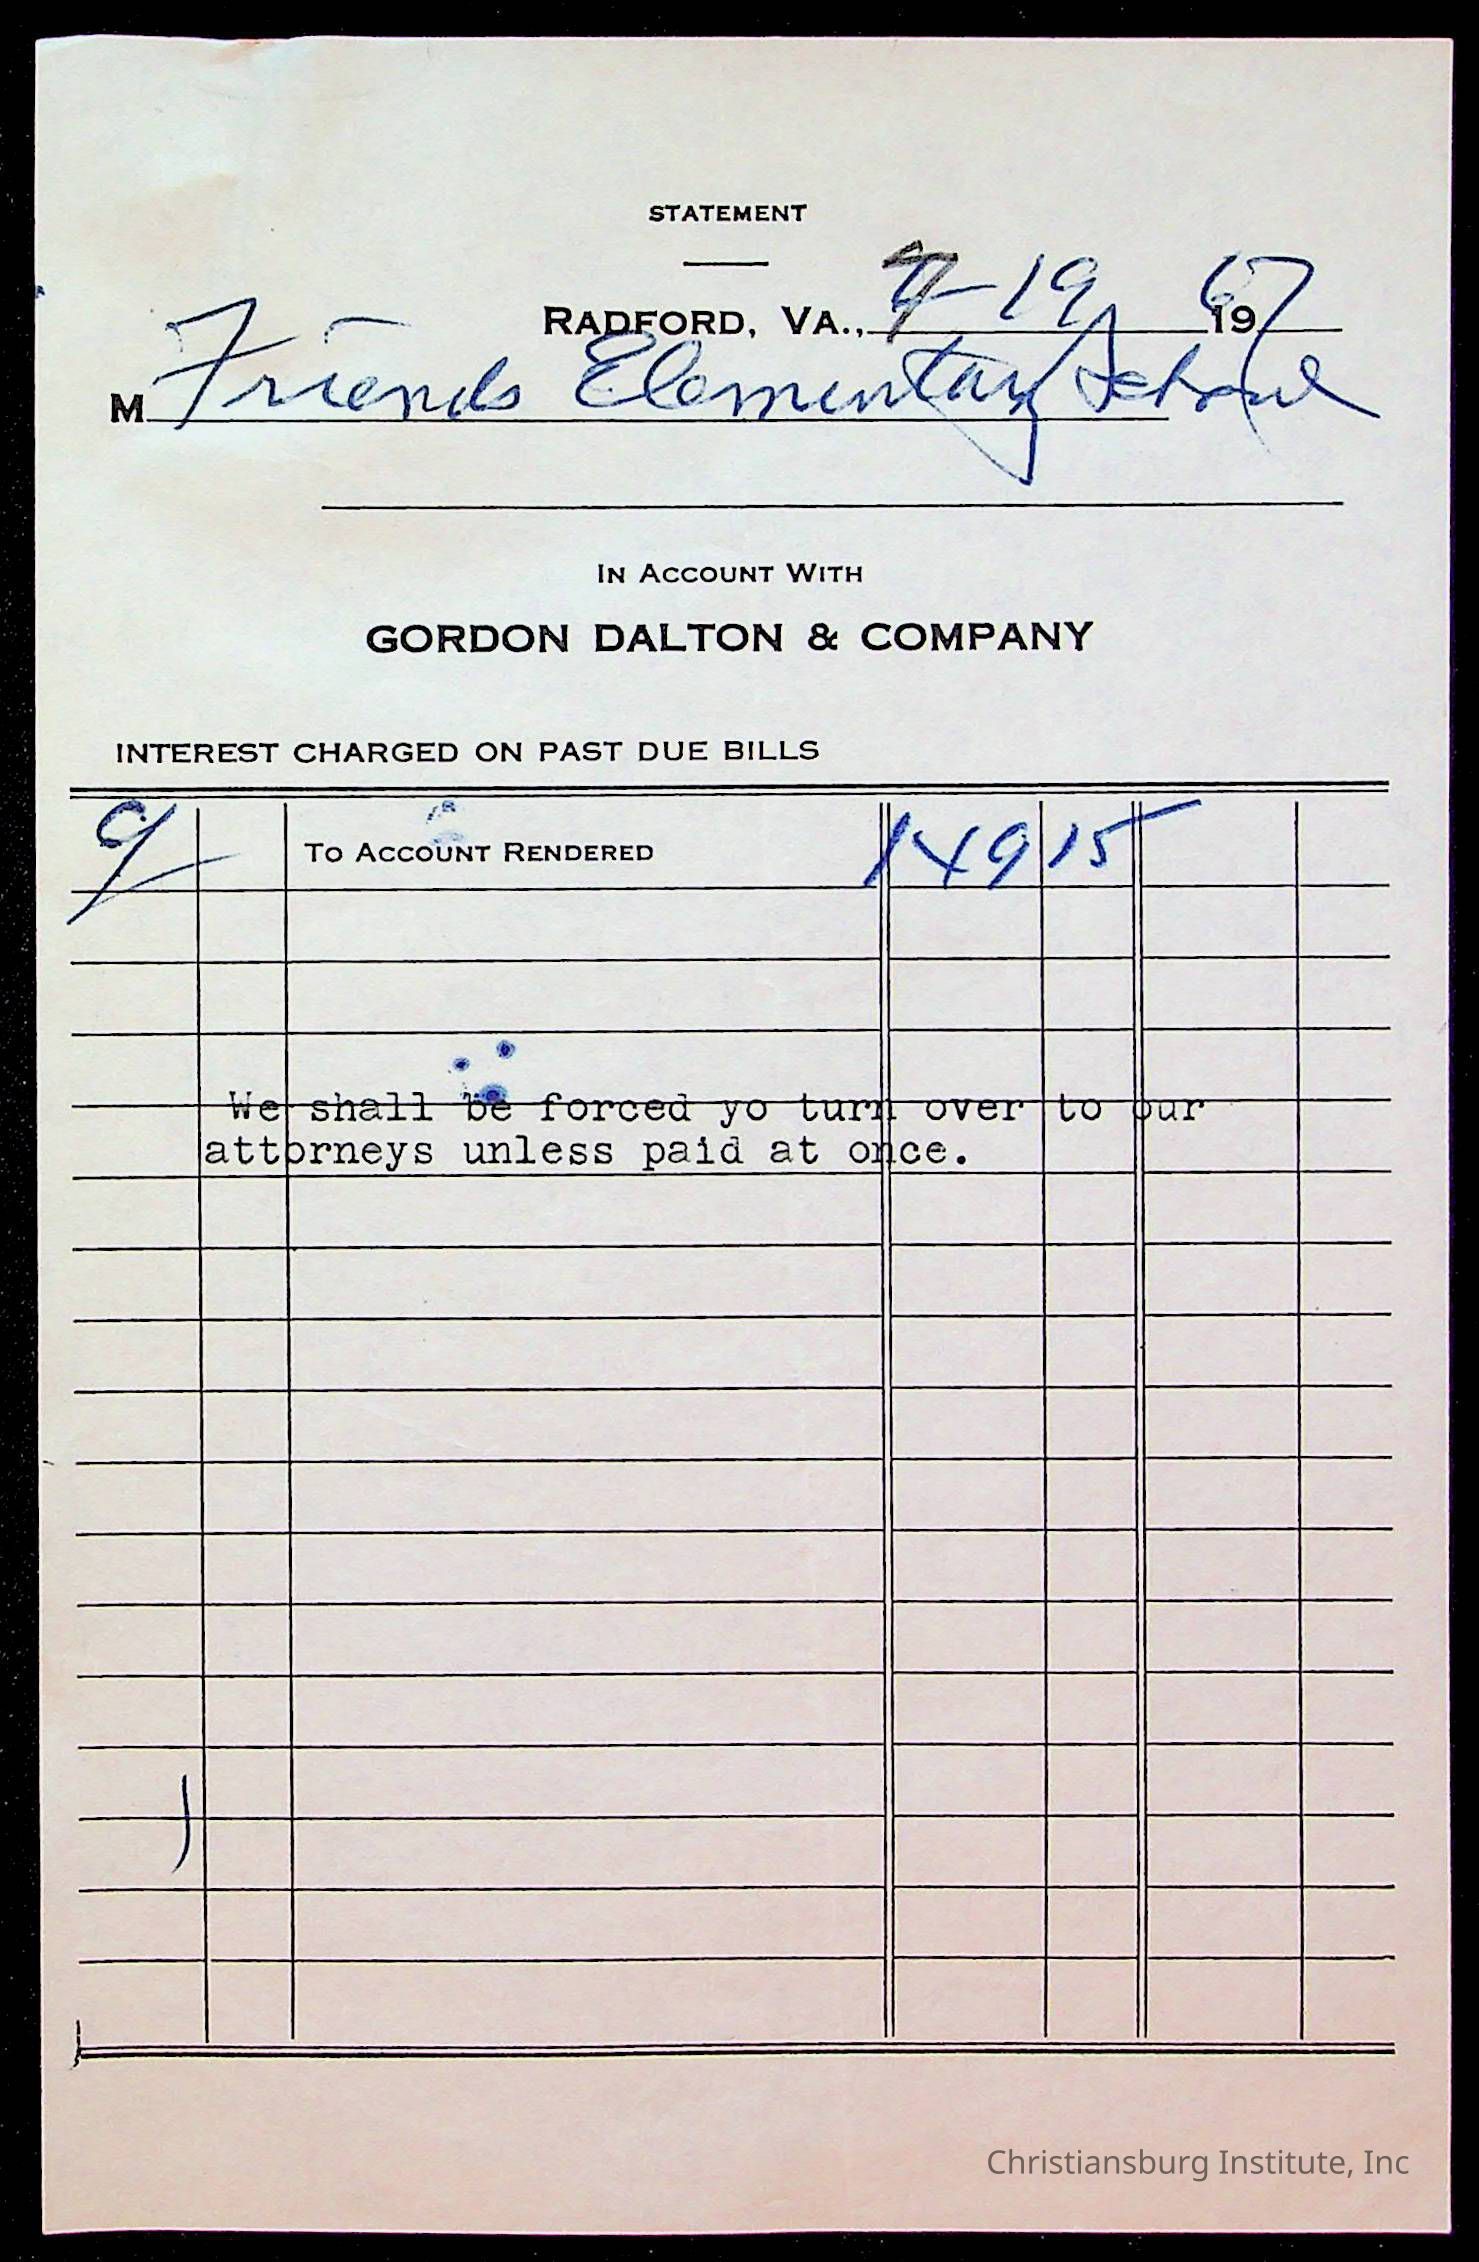 STATEMENT
RADFORD, VA., 9-19 1967
M Friends Elementary School
IN ACCOUNT WITH
GORDON DALTON & COMPANY
INTEREST CHARGED ON PAST DUE BILLS
9 TO ACCOUNT RENDERED 149 15
We shall be forced yo turn over to our
attorneys unless paid at once.
Christiansburg Institute, Inc